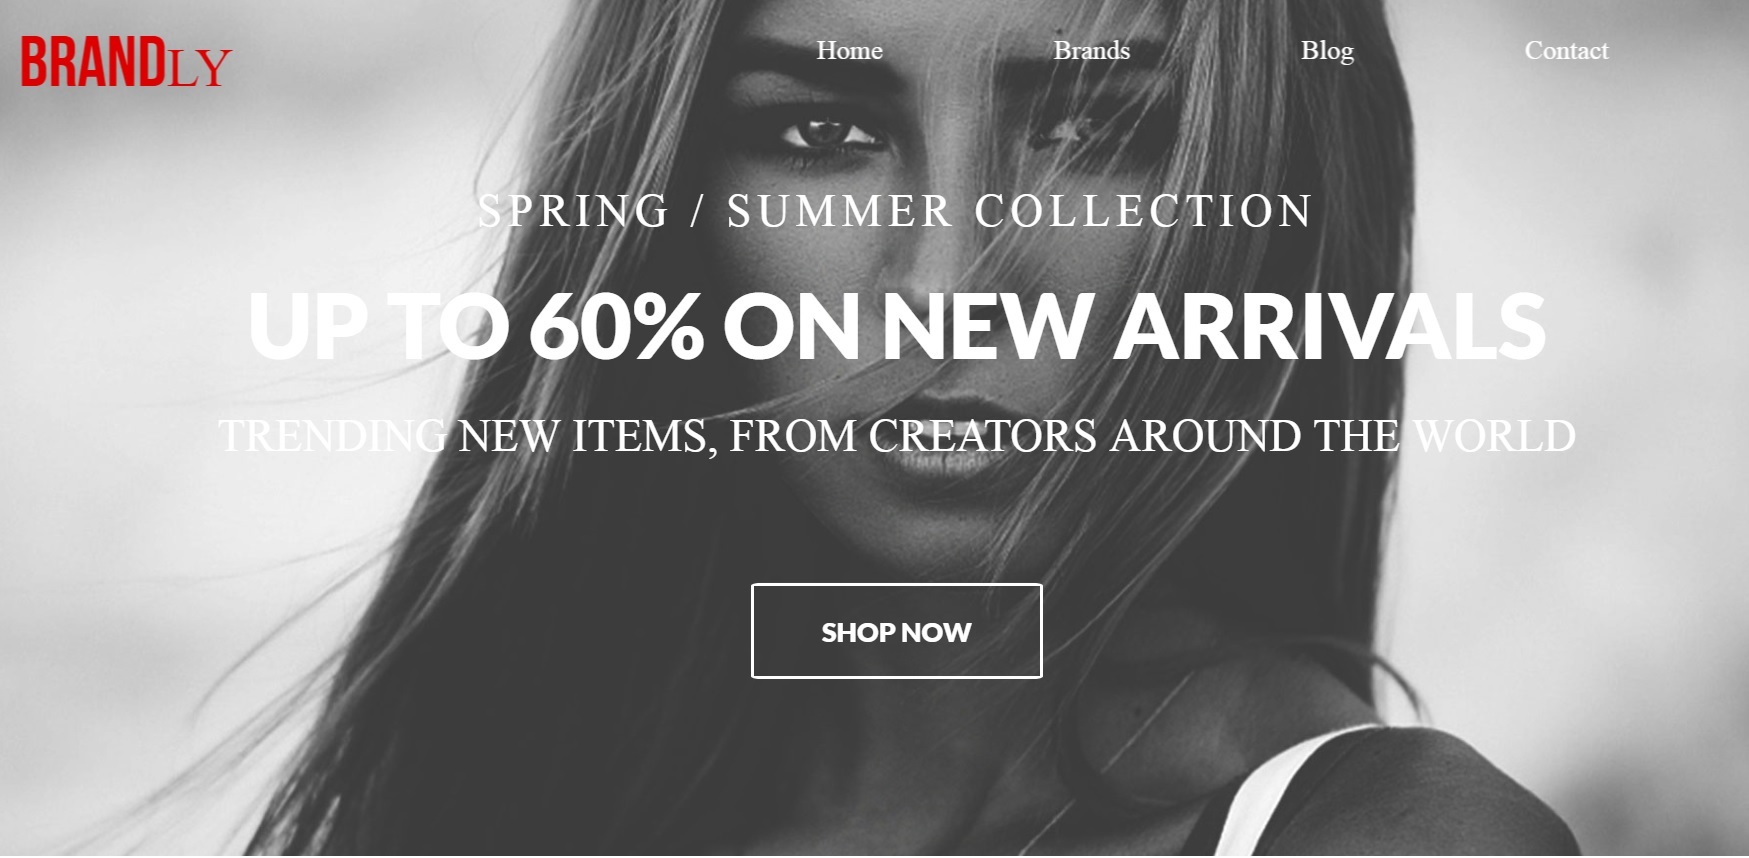 BRANDLY
Home Brands Blog Contact
SPRING / SUMMER COLLECTION
UP TO 60% ON NEW ARRIVALS
TRENDING NEW ITEMS, FROM CREATORS AROUND THE WORLD
SHOP NOW